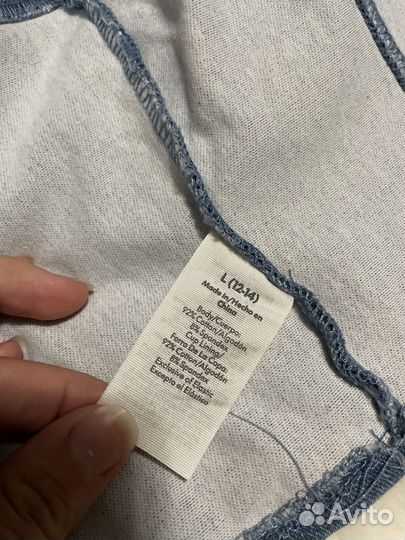 L (12-14)
Made in/Hecho en
China
Body/Cuerpo:
92% Cotton/Algodón
8% Spandex
Cup Lining/
Forro De La Copa:
92% Cotton/Algodón
8% Spandex
Exclusive of Elastic
Excepto el Elástico
Avito